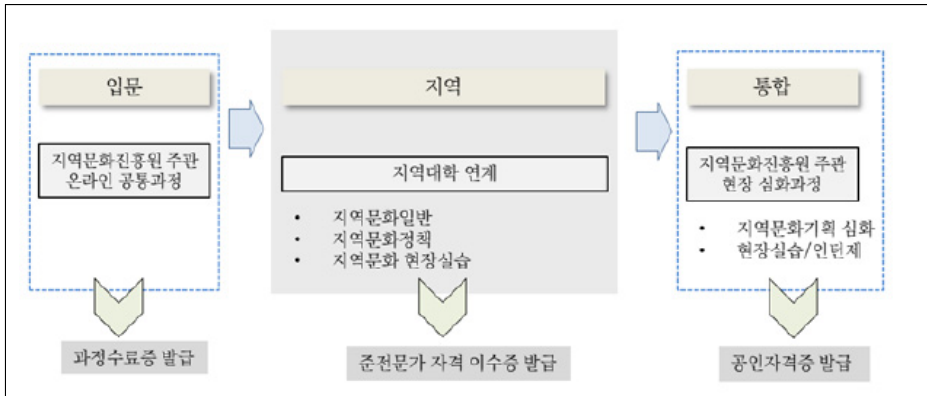 입문
지역문화진흥원 주관
온라인 공통과정
과정수료증 발급
지역
지역대학 연계
• 지역문화일반
• 지역문화정책
• 지역문화 현장실습
준전문가 자격 이수증 발급
통합
지역문화진흥원 주관
현장 심화과정
• 지역문화기획 심화
• 현장실습/인턴제
공인자격증 발급